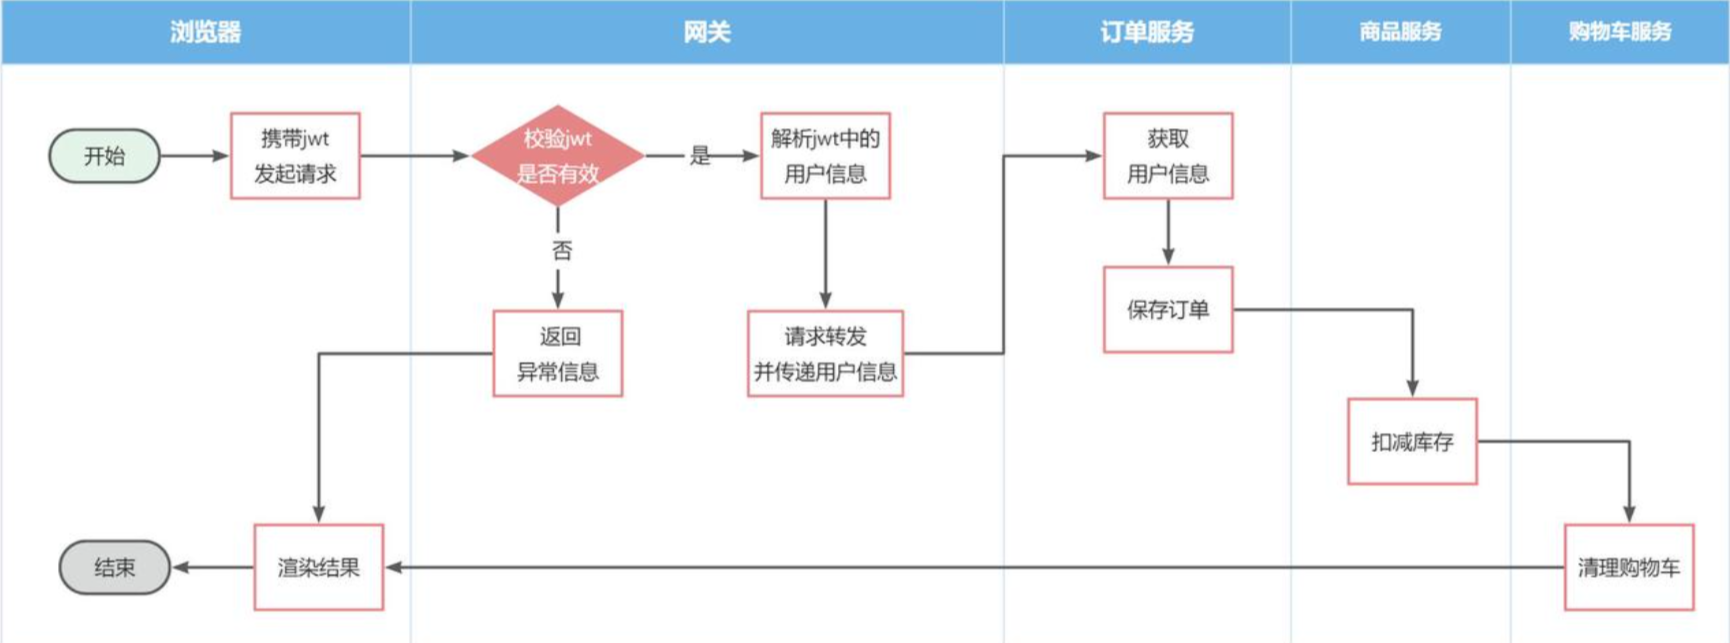 浏览器
网关
订单服务
商品服务
购物车服务
开始
携带jwt
发起请求
校验jwt
是否有效
是
解析jwt中的
用户信息
获取
用户信息
否
返回
异常信息
请求转发
并传递用户信息
保存订单
扣减库存
结束
渲染结果
清理购物车